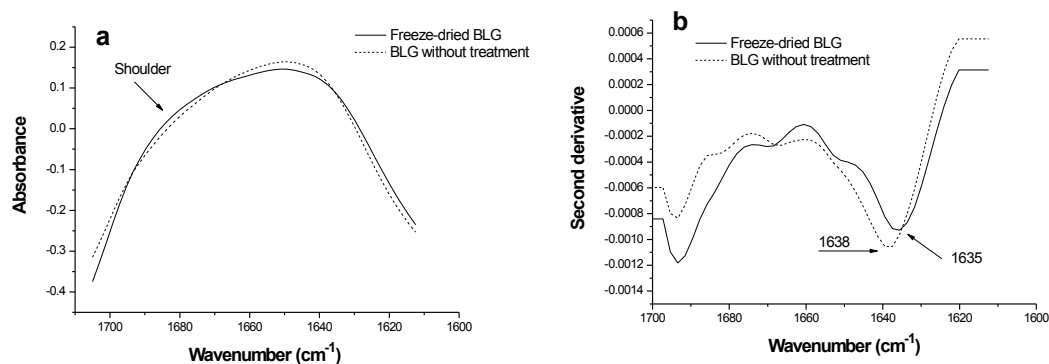 a
Freeze-dried BLG
BLG without treatment
Shoulder
Absorbance
0.2
0.1
0.0
-0.1
-0.2
-0.3
-0.4
1700
1680
1660
1640
1620
1600
Wavenumber (cm⁻¹)
b
Freeze-dried BLG
BLG without treatment
Second derivative
0.0006
0.0004
0.0002
0.0000
-0.0002
-0.0004
-0.0006
-0.0008
-0.0010
-0.0012
-0.0014
1638
1635
1700
1680
1660
1640
1620
1600
Wavenumber (cm⁻¹)